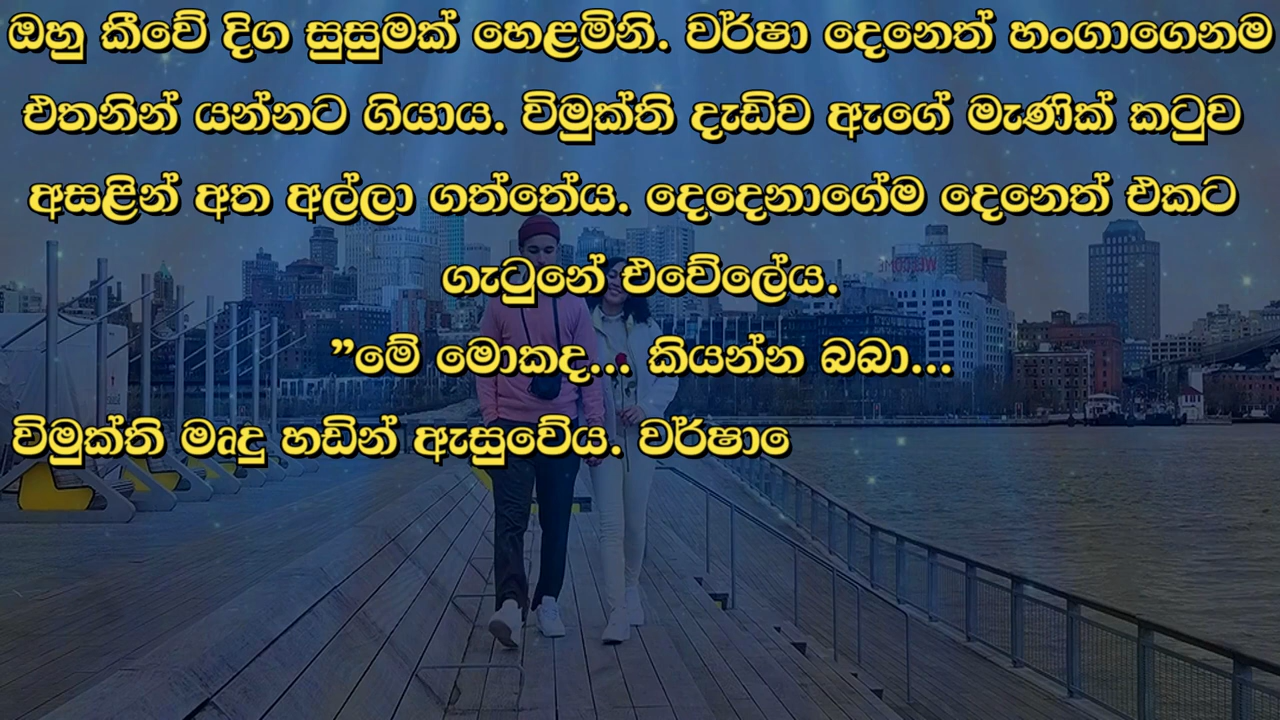 ඔහු කීවේ දිග සුසුමක් හෙළමිනි. වර්ෂා දෙනෙත් හංගාගෙනම
එතනින් යන්නට ගියාය. විමුක්ති දැඩිව ඇගේ මැණික් කටුව
අසළින් අත අල්ලා ගත්තේය. දෙදෙනාගේම දෙනෙත් එකට
ගැටුනේ එවේලේය.
”මේ මොකද... කියන්න බබා...
විමුක්ති මෘදු හඩින් ඇසුවේය. වර්ෂා ෙ